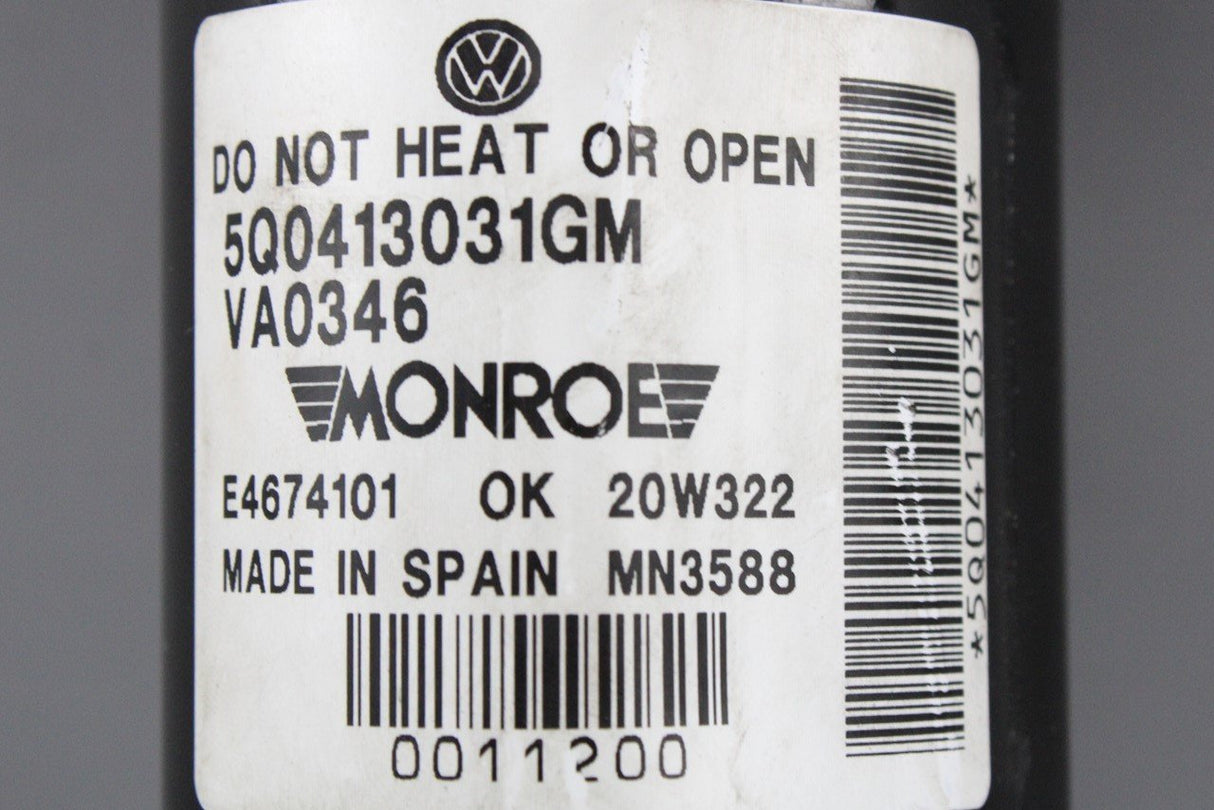 DO NOT HEAT OR OPEN
5Q0413031GM
VA0346
MONROE
E4674101 OK 20W322
MADE IN SPAIN MN3588
0011200
*5Q0413031GM*